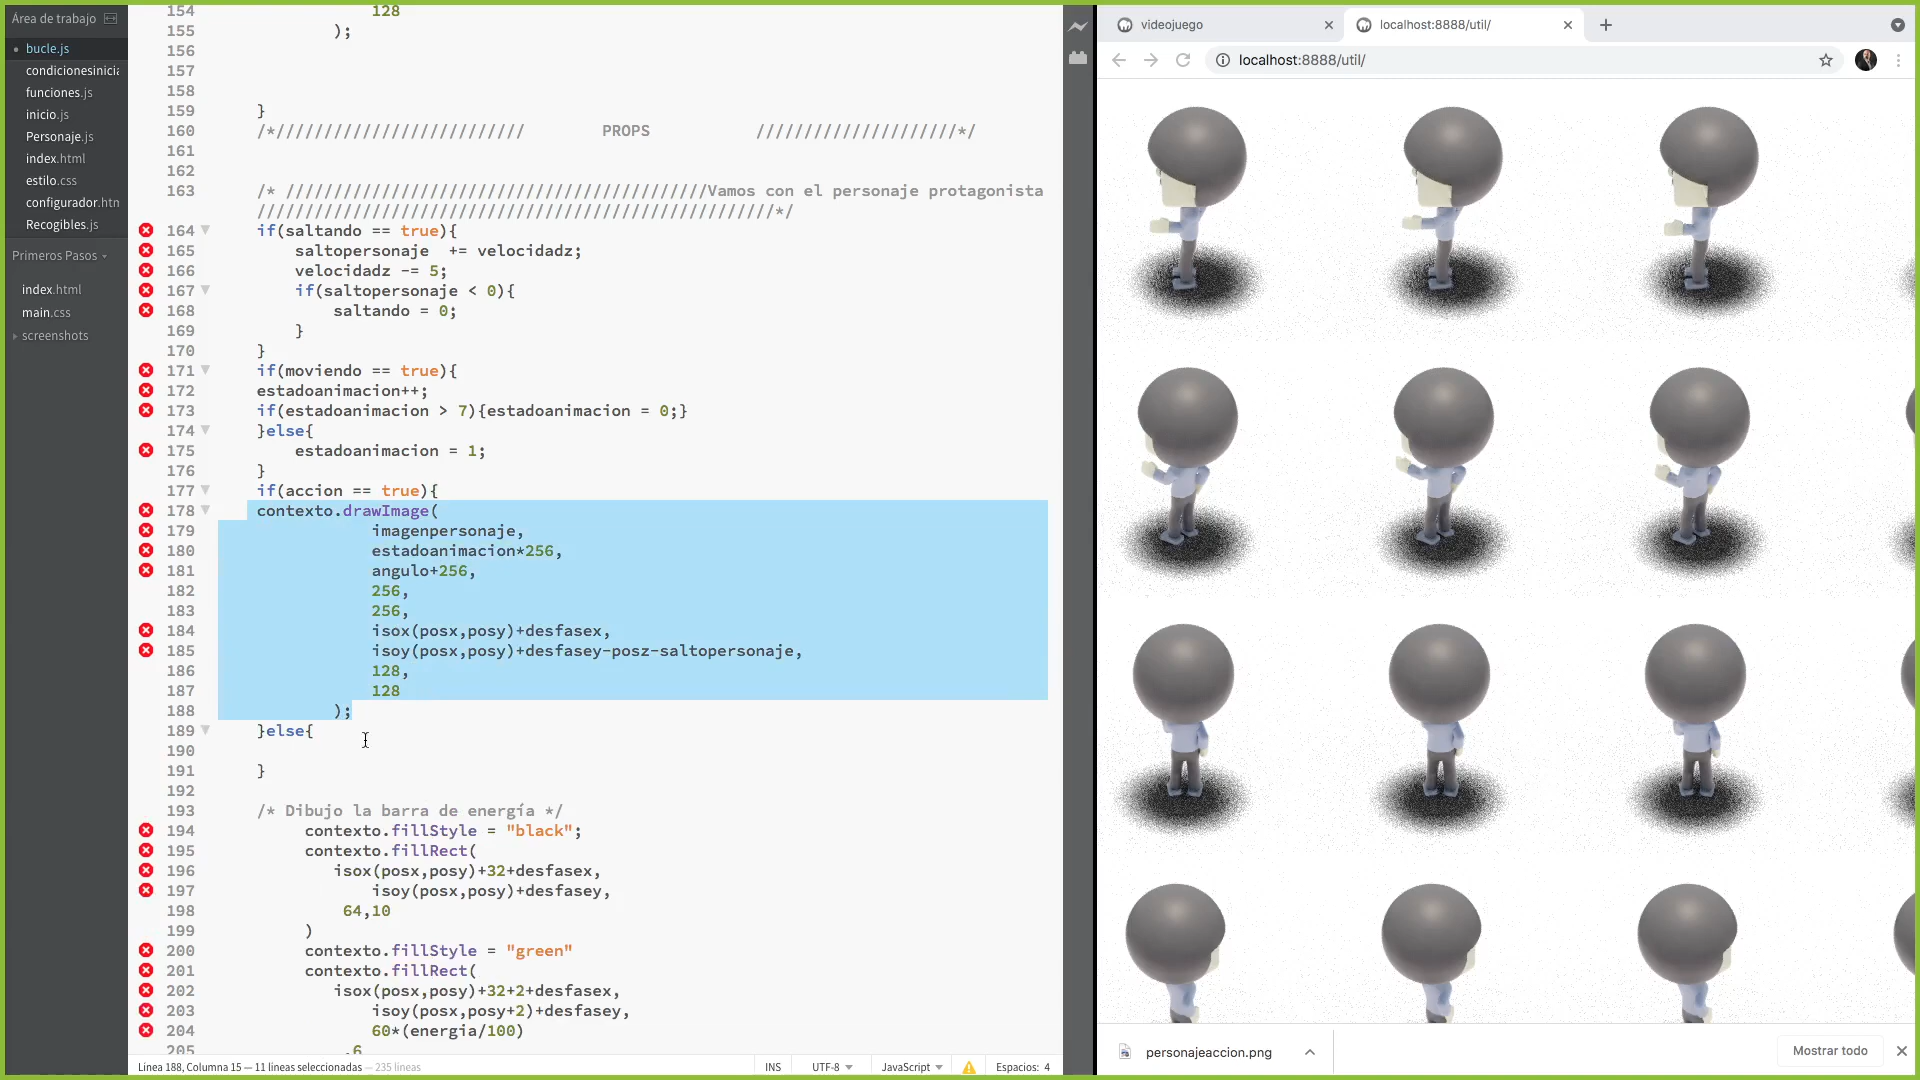 Área de trabajo
bucle.js
condicionesinicia
funciones.js
inicio.js
Personaje.js
index.html
estilo.css
configurador.htm
Recogibles.js
Primeros Pasos
index.html
main.css
screenshots
154 128
155 );
156
157
158
159 }
160 /*////////////////////////// PROPS /////////////////////*/
161
162
163 /* ////////////////////////////////////////////Vamos con el personaje protagonista
//////////////////////////////////////////////////////*/
164 if(saltando == true){
165 saltopersonaje += velocidadz;
166 velocidadz -= 5;
167 if(saltopersonaje < 0){
168 saltando = 0;
169 }
170 }
171 if(moviendo == true){
172 estadoanimacion++;
173 if(estadoanimacion > 7){estadoanimacion = 0;}
174 }else{
175 estadoanimacion = 1;
176 }
177 if(accion == true){
178 contexto.drawImage(
179 imagenpersonaje,
180 estadoanimacion*256,
181 angulo+256,
182 256,
183 256,
184 isox(posx,posy)+desfasex,
185 isoy(posx,posy)+desfasey-posz-saltopersonaje,
186 128,
187 128
188 );
189 }else{
190
191 }
192
193 /* Dibujo la barra de energía */
194 contexto.fillStyle = "black";
195 contexto.fillRect(
196 isox(posx,posy)+32+desfasex,
197 isoy(posx,posy)+desfasey,
198 64,10
199 )
200 contexto.fillStyle = "green"
201 contexto.fillRect(
202 isox(posx,posy)+32+2+desfasex,
203 isoy(posx,posy+2)+desfasey,
204 60*(energia/100)
205 ,6
Línea 188, Columna 15 — 11 líneas seleccionadas — 235 líneas
INS
UTF-8
JavaScript
Espacios: 4
videojuego
localhost:8888/util/
localhost:8888/util/
personajeaccion.png
Mostrar todo